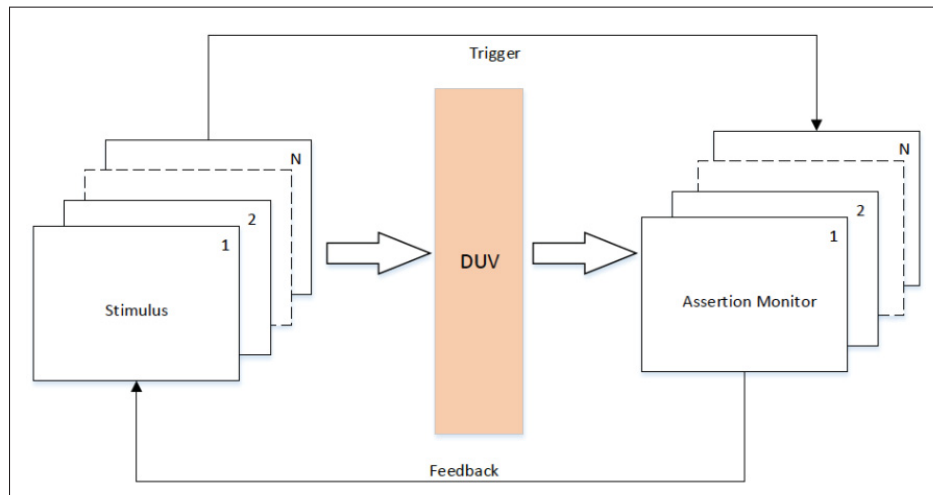 Trigger
N
2
1
Stimulus
DUV
N
2
1
Assertion Monitor
Feedback